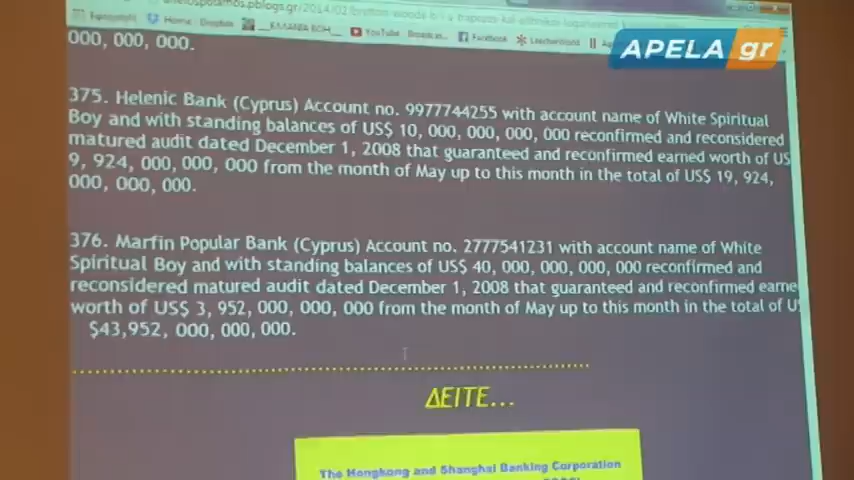 000, 000, 000.
APELA gr
Home - Dropbox
YouTube
Facebook
375. Helenic Bank (Cyprus) Account no. 9977744255 with account name of White Spiritual
Boy and with standing balances of US$ 10, 000, 000, 000, 000 reconfirmed and reconsidered
matured audit dated December 1, 2008 that guaranteed and reconfirmed earned worth of US
9, 924, 000, 000, 000 from the month of May up to this month in the total of US$ 19, 924,
000, 000, 000.
376. Marfin Popular Bank (Cyprus) Account no. 2777541231 with account name of White
Spiritual Boy and with standing balances of US$ 40, 000, 000, 000, 000 reconfirmed and
reconsidered matured audit dated December 1, 2008 that guaranteed and reconfirmed earne
worth of US$ 3, 952, 000, 000, 000 from the month of May up to this month in the total of U
$43,952, 000, 000, 000.
ΔΕΙΤΕ...
The Hongkong and Shanghai Banking Corporation